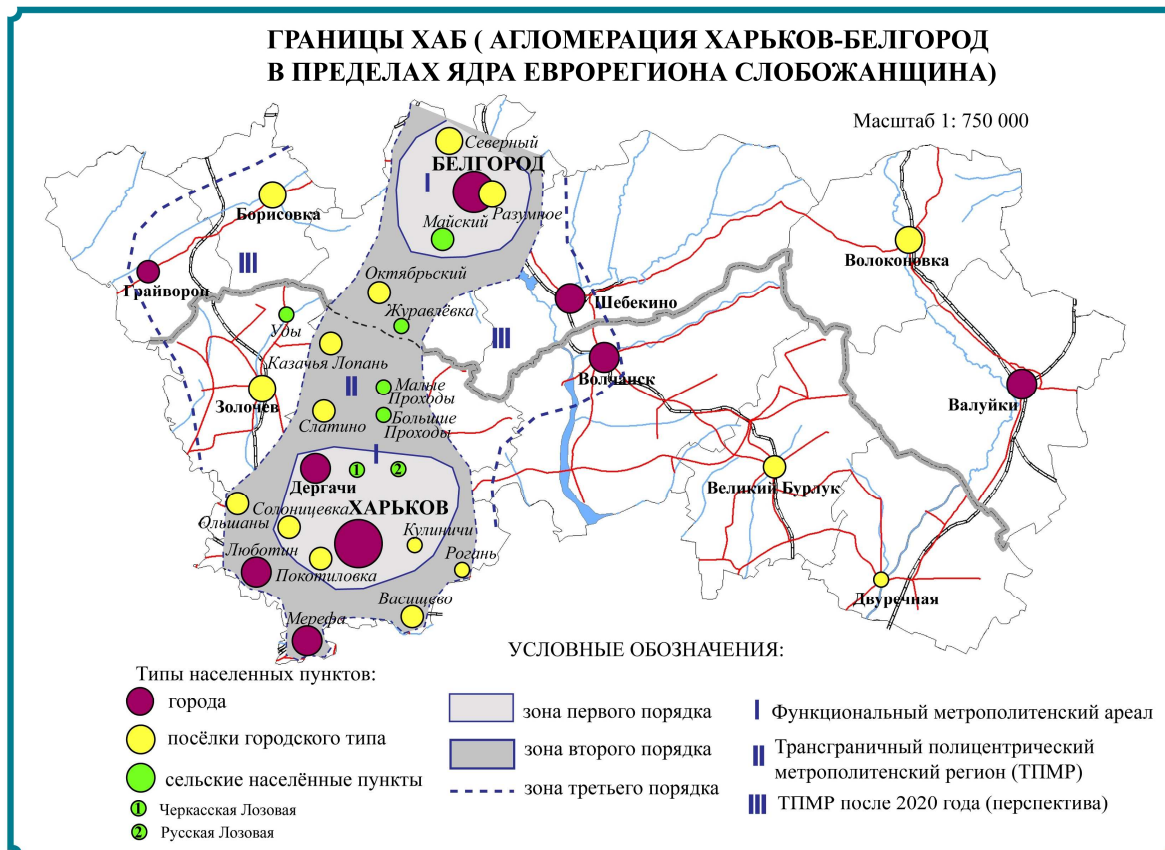 ГРАНИЦЫ ХАБ ( АГЛОМЕРАЦИЯ ХАРЬКОВ-БЕЛГОРОД
В ПРЕДЕЛАХ ЯДРА ЕВРОРЕГИОНА СЛОБОЖАНЩИНА)
Масштаб 1: 750 000
Северный
БЕЛГОРОД
I
Разумное
Майский
Борисовка
III
Грайворон
Октябрьский
Журавлёвка
Уды
Казачья Лопань
II
Малые
Проходы
Большие
Проходы
Золочев
Слатино
III
Шебекино
Волчанск
Волоконовка
Валуйки
I
1
2
Дергачи
ХАРЬКОВ
Солоницевка
Ольшаны
Кулиничи
Люботин
Покотиловка
Рогань
Васищево
Мерефа
Великий Бурлук
Двуречная
УСЛОВНЫЕ ОБОЗНАЧЕНИЯ:
Типы населенных пунктов:
города
посёлки городского типа
сельские населённые пункты
1 Черкасская Лозовая
2 Русская Лозовая
зона первого порядка
зона второго порядка
зона третьего порядка
I Функциональный метрополитенский ареал
II Трансграничный полицентрический
метрополитенский регион (ТПМР)
III ТПМР после 2020 года (перспектива)